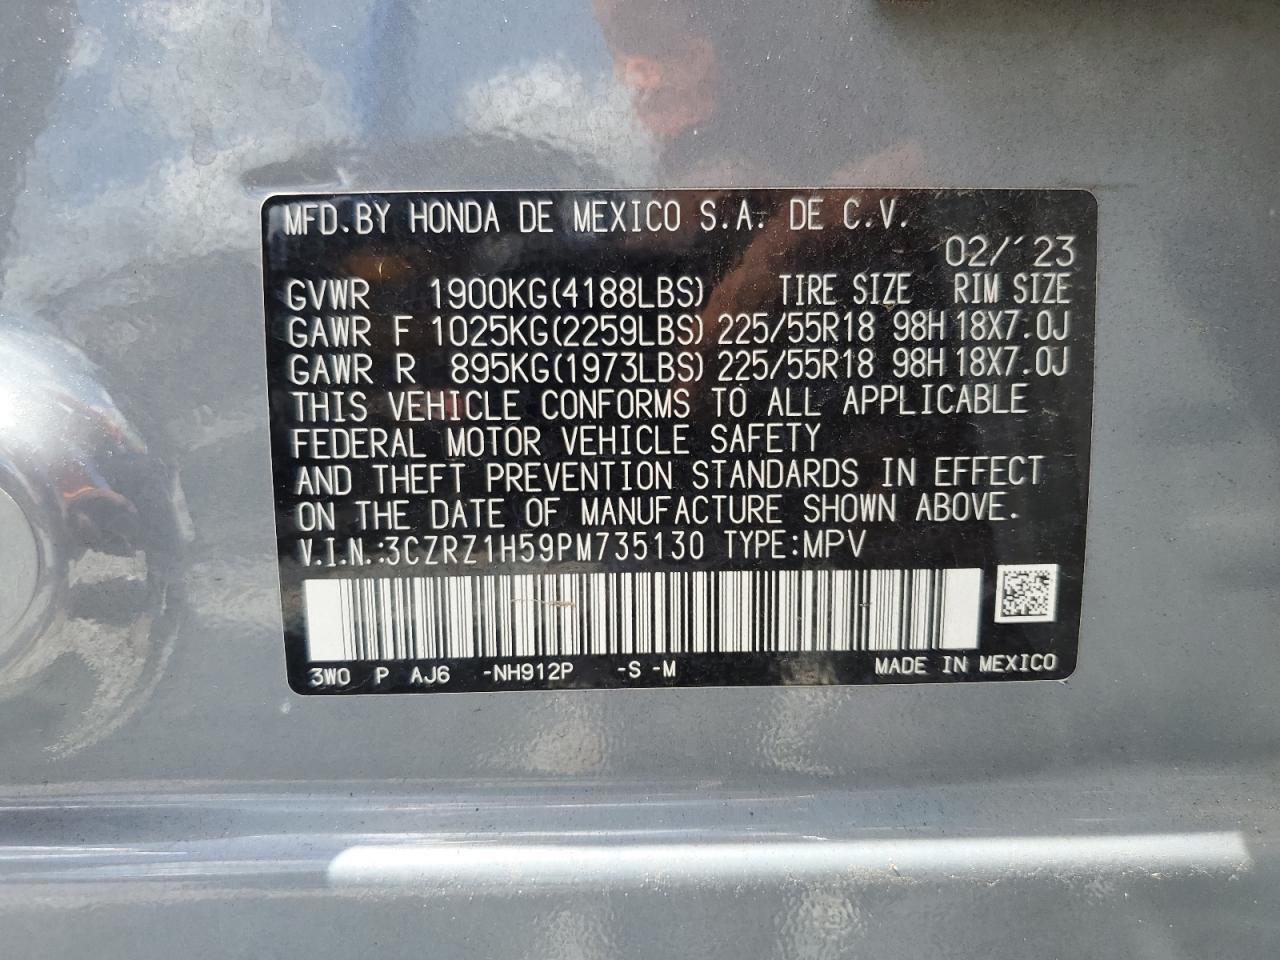 MFD.BY HONDA DE MEXICO S.A. DE C.V.
02/´23
GVWR 1900KG(4188LBS) TIRE SIZE RIM SIZE
GAWR F 1025KG(2259LBS) 225/55R18 98H 18X7.0J
GAWR R 895KG(1973LBS) 225/55R18 98H 18X7.0J
THIS VEHICLE CONFORMS TO ALL APPLICABLE
FEDERAL MOTOR VEHICLE SAFETY
AND THEFT PREVENTION STANDARDS IN EFFECT
ON THE DATE OF MANUFACTURE SHOWN ABOVE.
V.I.N.:3CZRZ1H59PM735130 TYPE:MPV
3W0 P AJ6 -NH912P -S -M MADE IN MEXICO